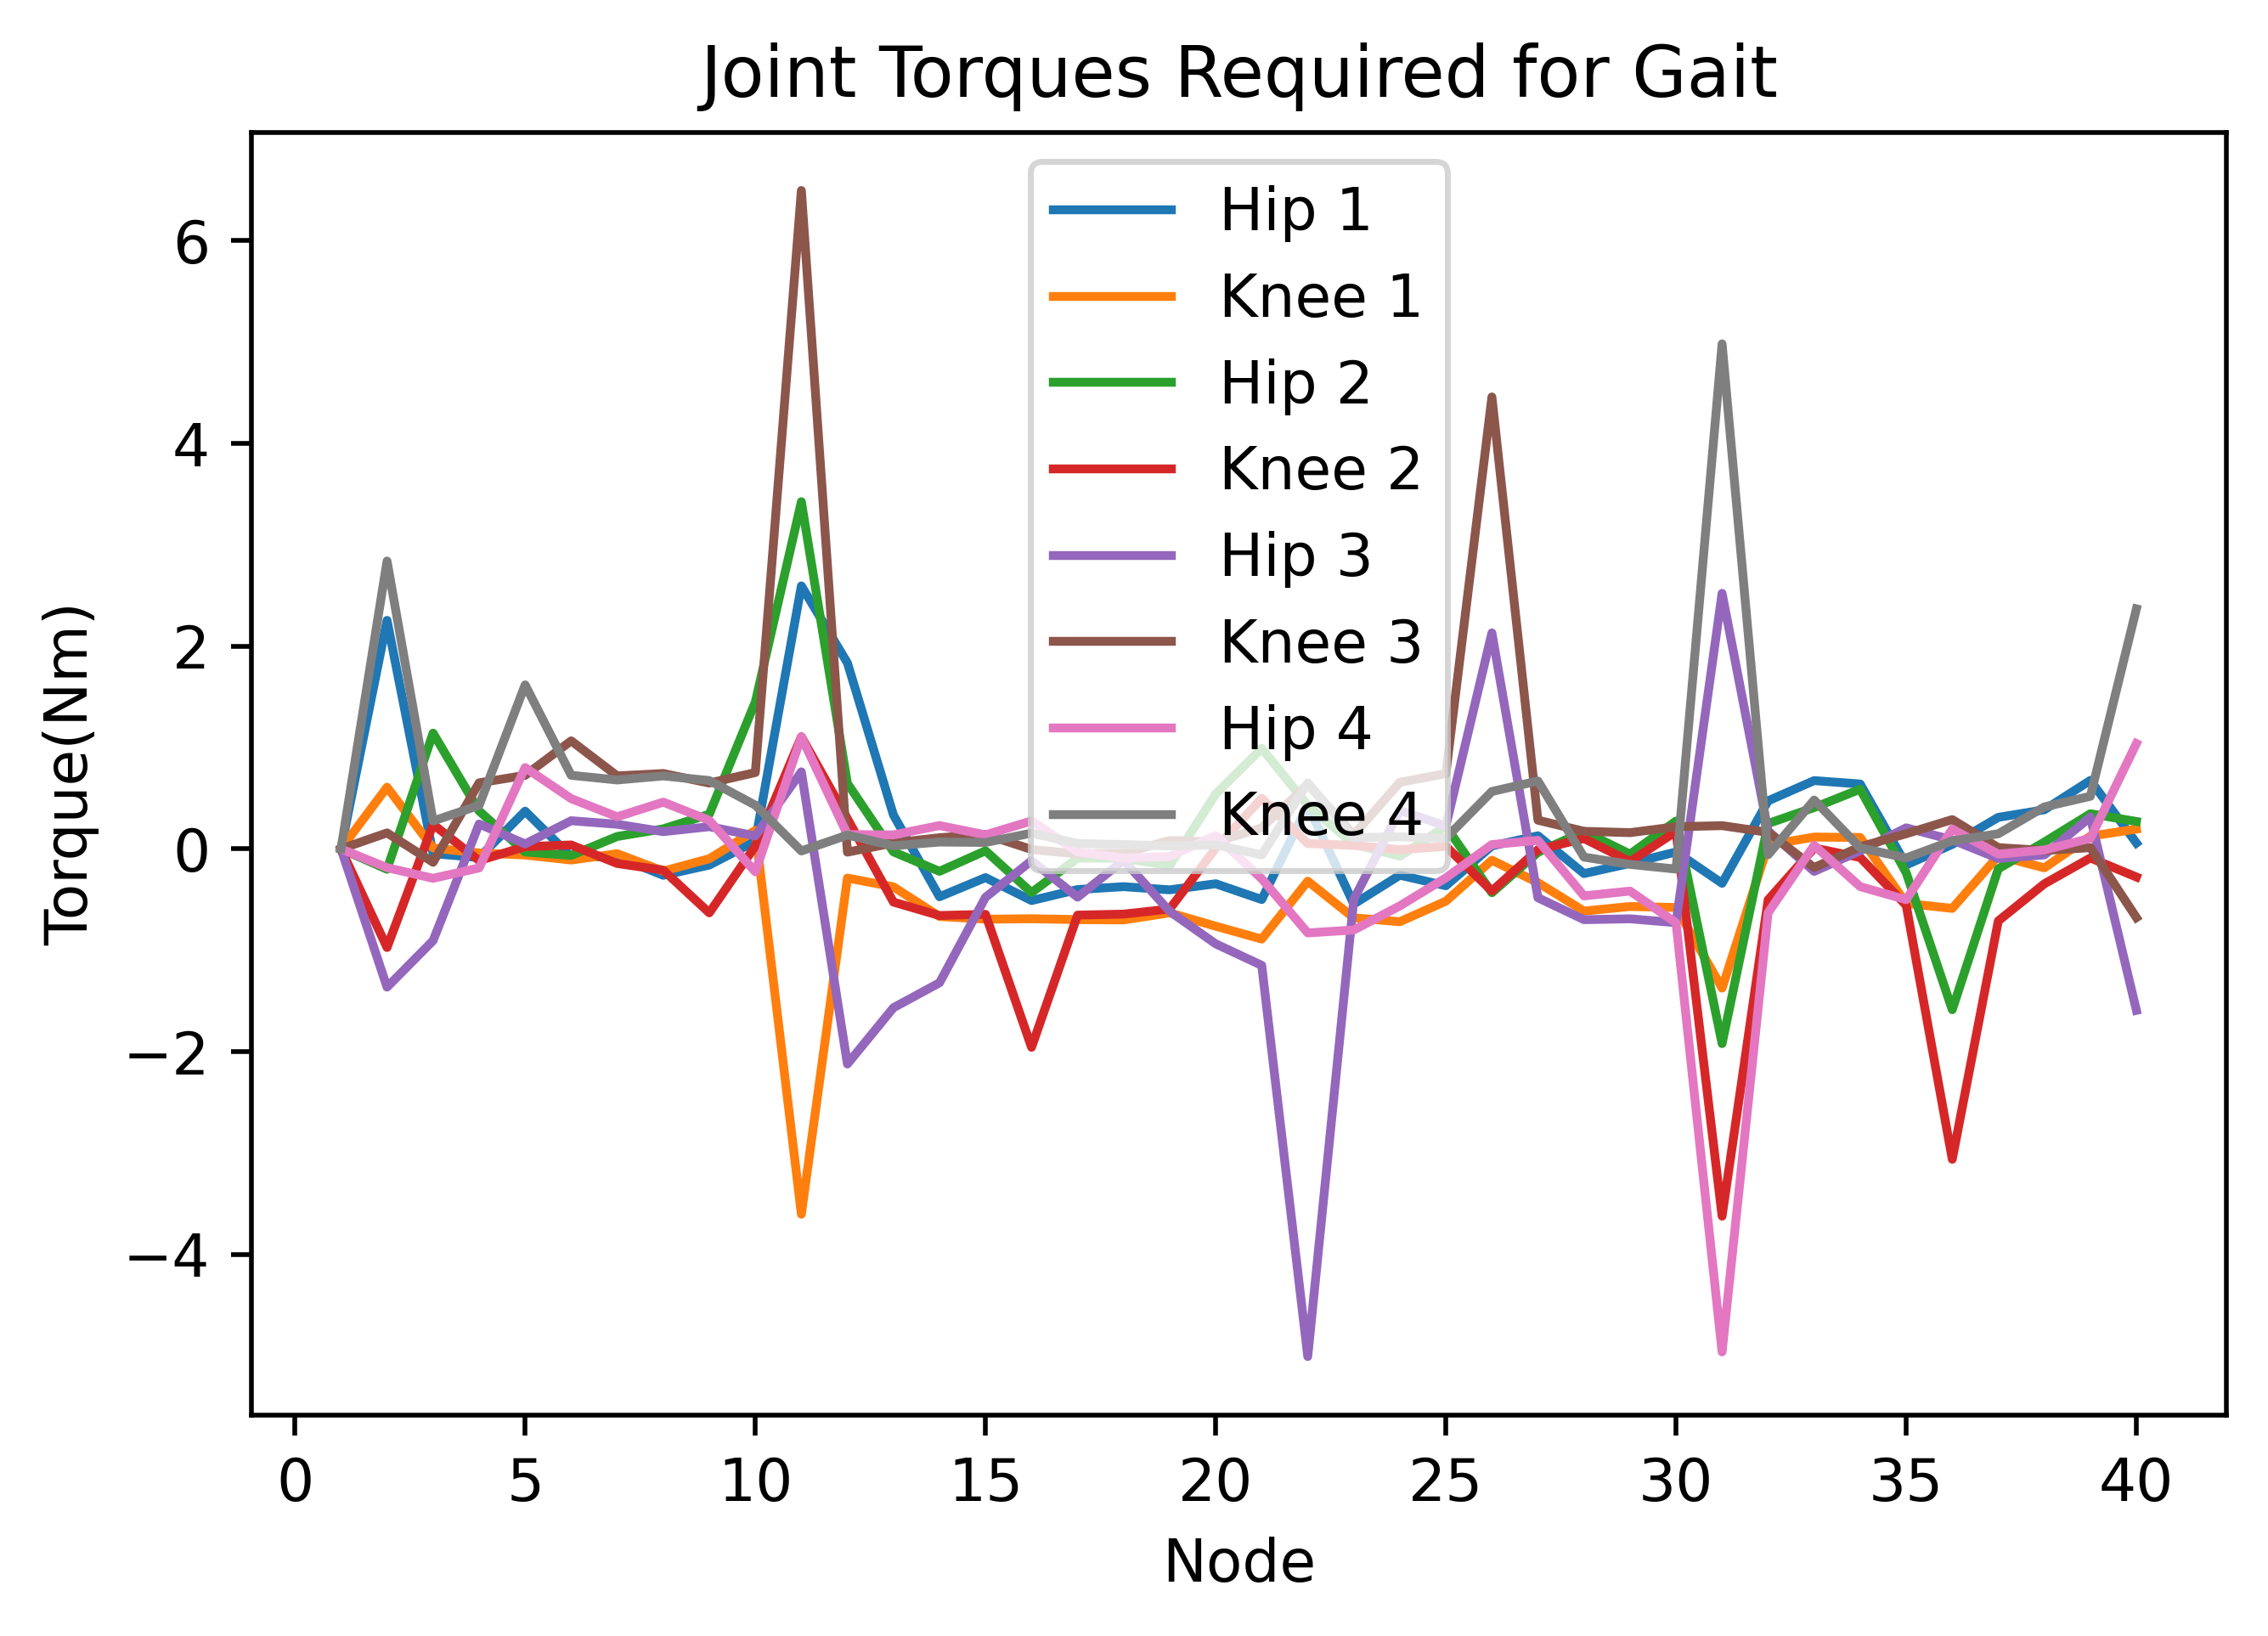 Joint Torques Required for Gait
Torque(Nm)
6
4
2
0
−2
−4
Hip 1
Knee 1
Hip 2
Knee 2
Hip 3
Knee 3
Hip 4
Knee 4
0 5 10 15 20 25 30 35 40
Node